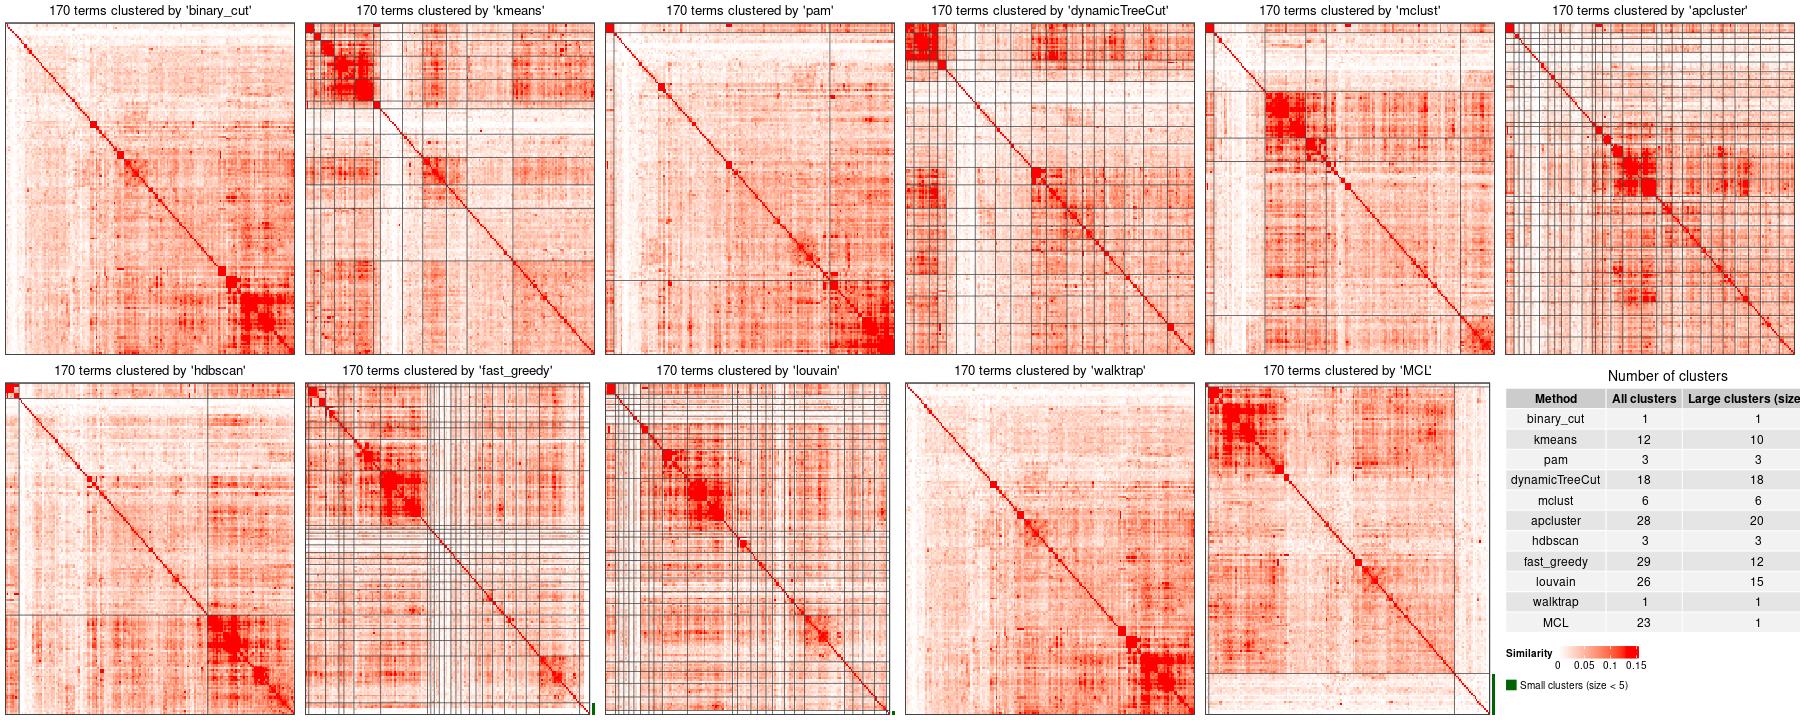 170 terms clustered by 'binary_cut'
170 terms clustered by 'kmeans'
170 terms clustered by 'pam'
170 terms clustered by 'dynamicTreeCut'
170 terms clustered by 'mclust'
170 terms clustered by 'apcluster'
170 terms clustered by 'hdbscan'
170 terms clustered by 'fast_greedy'
170 terms clustered by 'louvain'
170 terms clustered by 'walktrap'
170 terms clustered by 'MCL'
Number of clusters
Method All clusters Large clusters (size
binary_cut 1 1
kmeans 12 10
pam 3 3
dynamicTreeCut 18 18
mclust 6 6
apcluster 28 20
hdbscan 3 3
fast_greedy 29 12
louvain 26 15
walktrap 1 1
MCL 23 1
Similarity
0 0.05 0.1 0.15
Small clusters (size < 5)